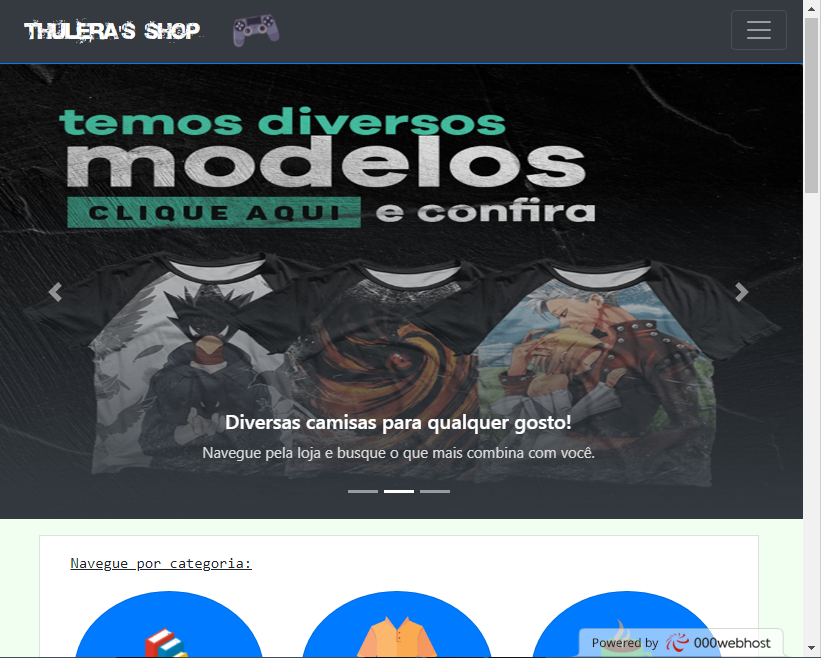 THULERA'S SHOP
temos diversos
modelos
CLIQUE AQUI e confira
Diversas camisas para qualquer gosto!
Navegue pela loja e busque o que mais combina com você.
Navegue por categoria:
Powered by 000webhost